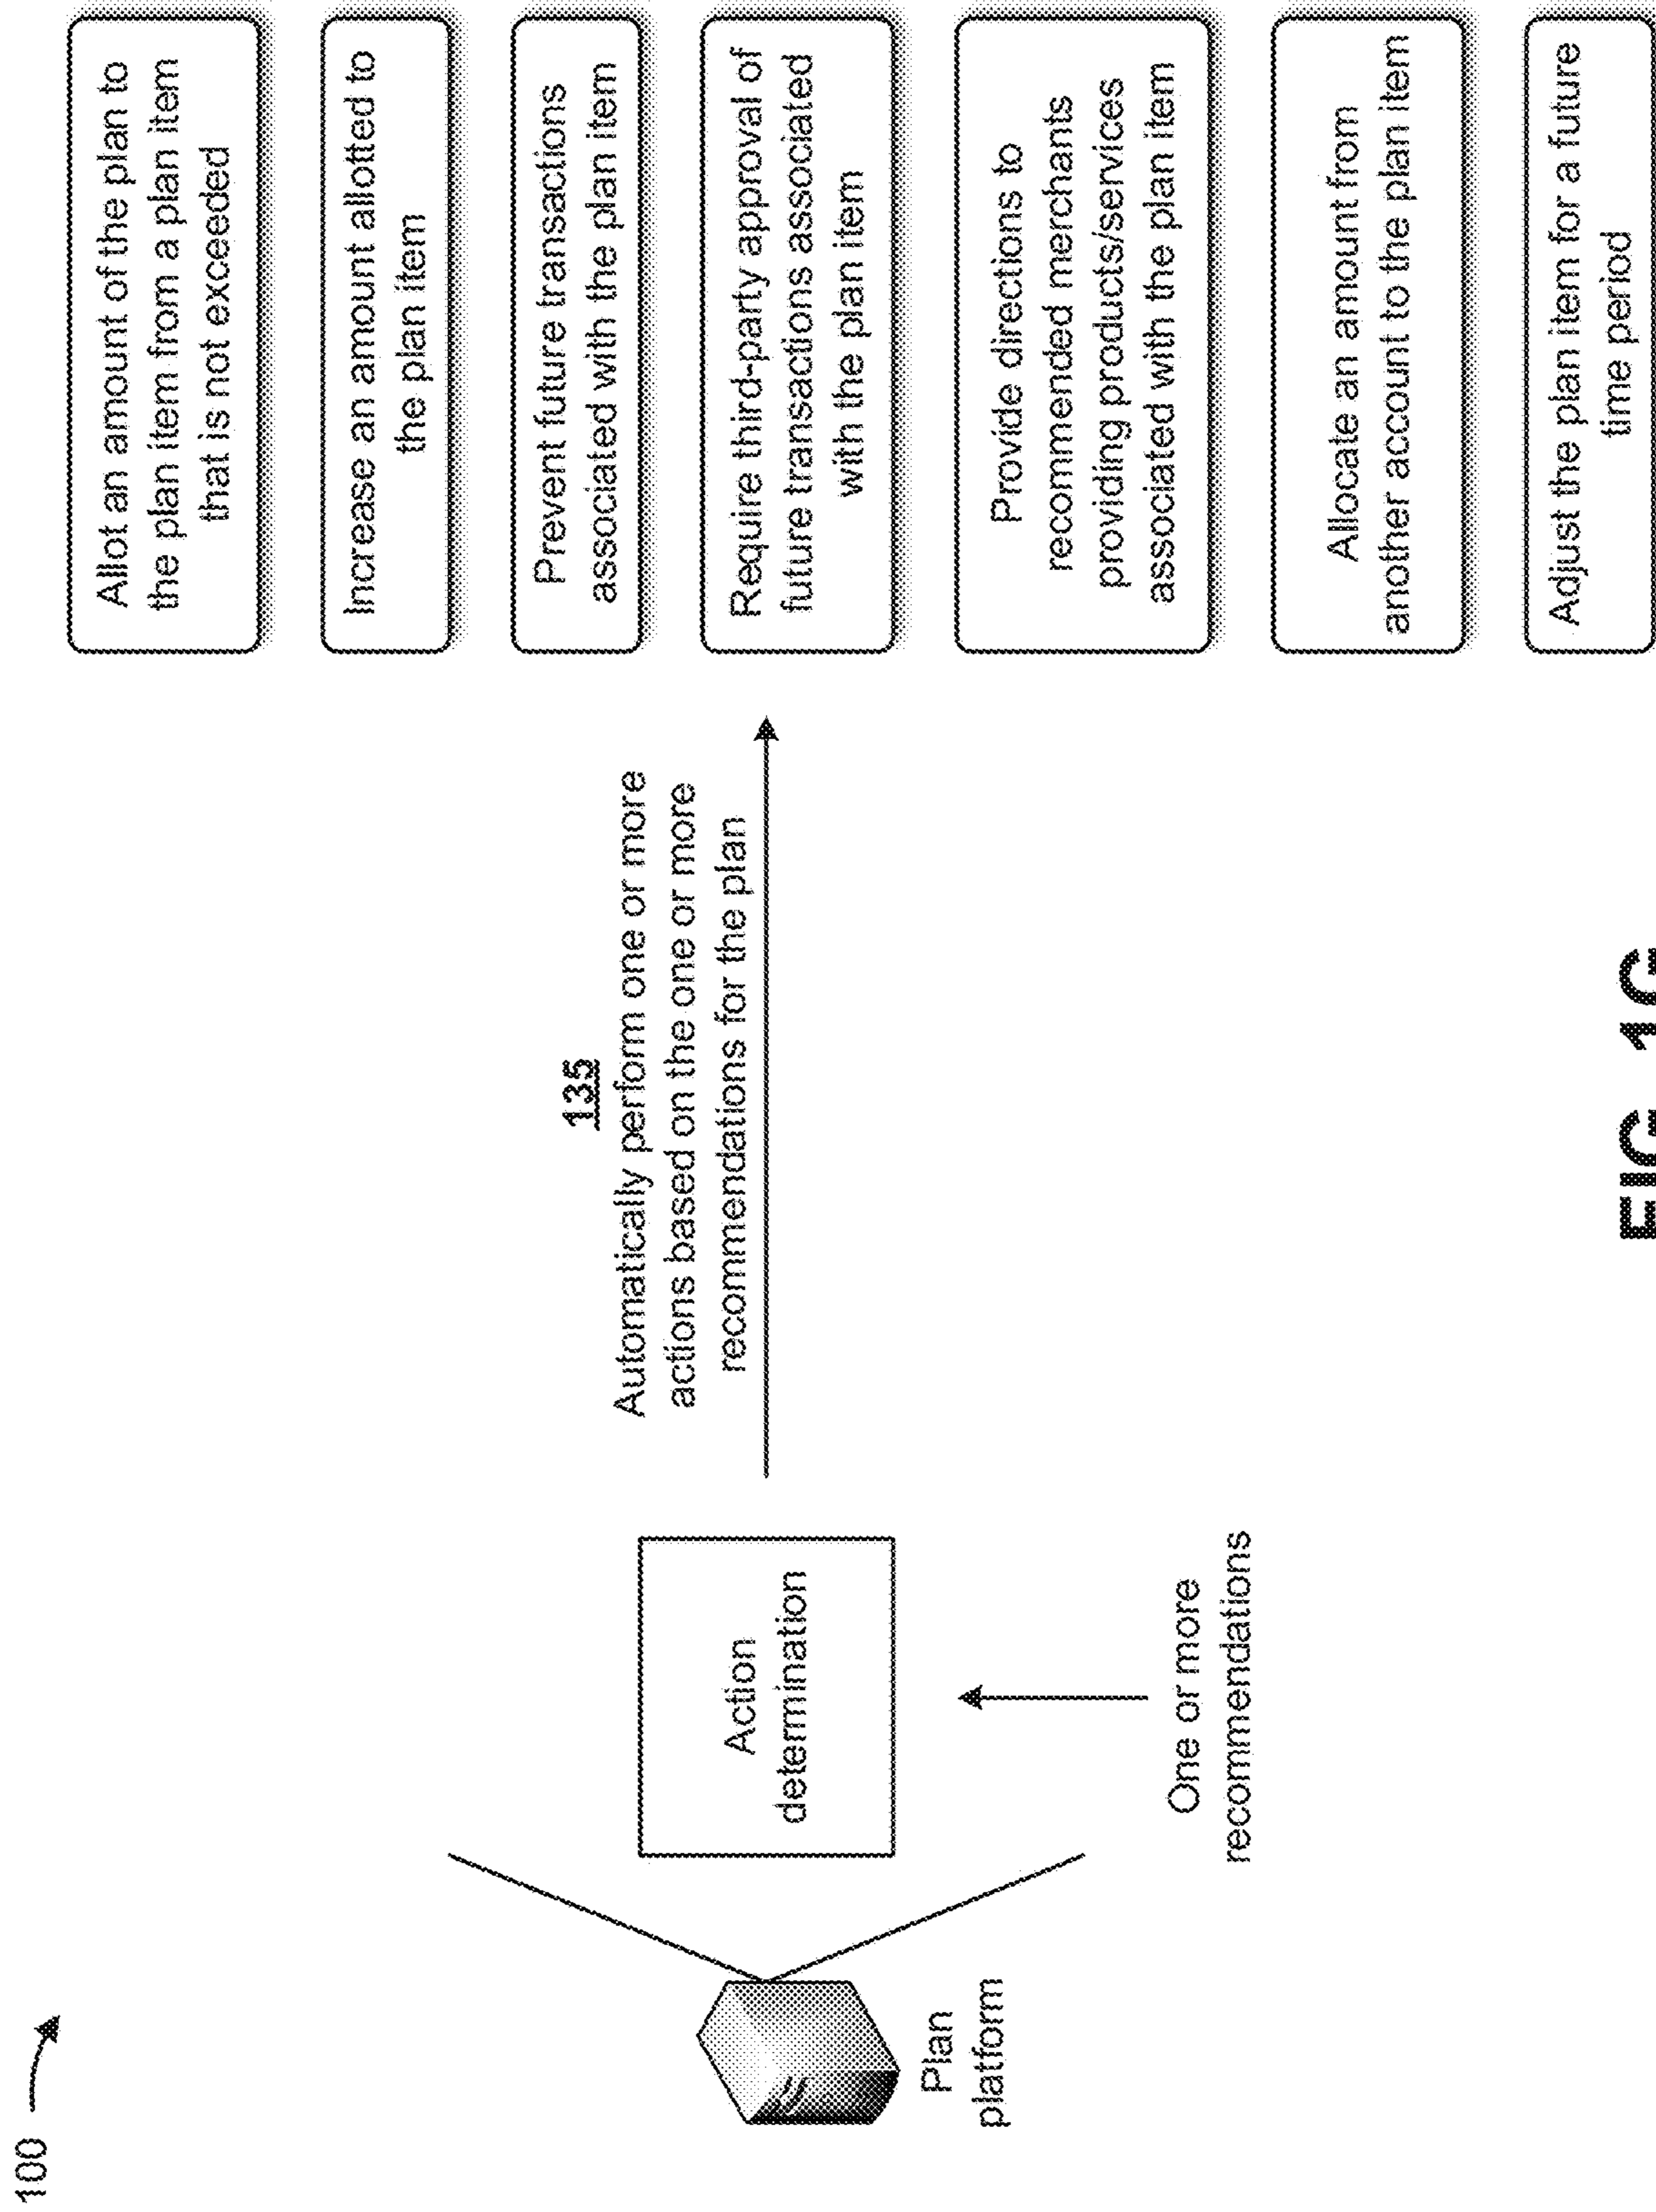 100
Plan
platform
Action
determination
One or more
recommendations
135
Automatically perform one or more
actions based on the one or more
recommendations for the plan
Allot an amount of the plan to
the plan item from a plan item
that is not exceeded
Increase an amount allotted to
the plan item
Prevent future transactions
associated with the plan item
Require third-party approval of
future transactions associated
with the plan item
Provide directions to
recommended merchants
providing products/services
associated with the plan item
Allocate an amount from
another account to the plan item
Adjust the plan item for a future
time period